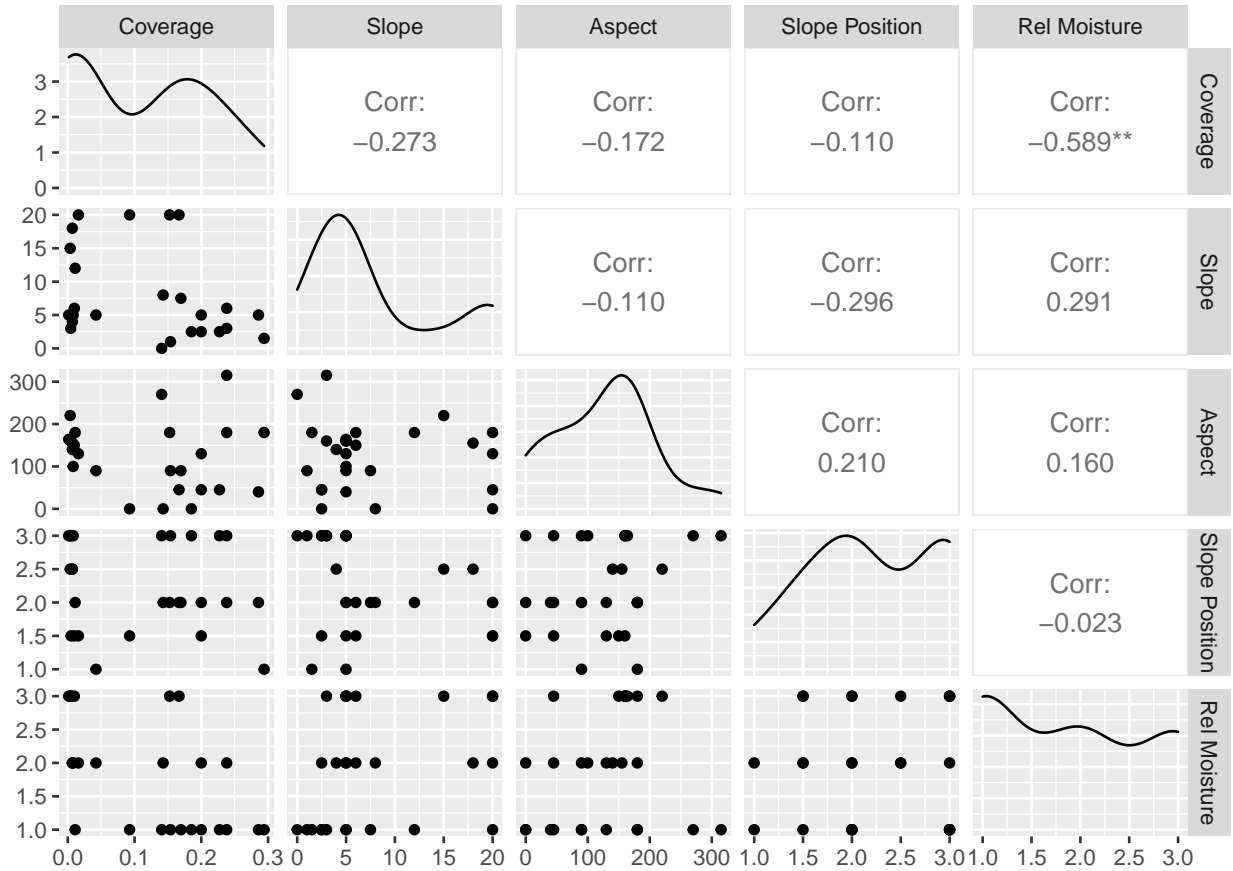 Coverage Slope Aspect Slope Position Rel Moisture
3
2
1
0
Corr:
−0.273
Corr:
−0.172
Corr:
−0.110
Corr:
−0.589**
Coverage
20
15
10
5
0
Corr:
−0.110
Corr:
−0.296
Corr:
0.291
Slope
300
200
100
0
Corr:
0.210
Corr:
0.160
Aspect
3.0
2.5
2.0
1.5
1.0
Corr:
−0.023
Slope Position
3.0
2.5
2.0
1.5
1.0
Rel Moisture
0.0 0.1 0.2 0.3 0 5 10 15 20 0 100 200 300 1.0 1.5 2.0 2.5 3.0 1.0 1.5 2.0 2.5 3.0